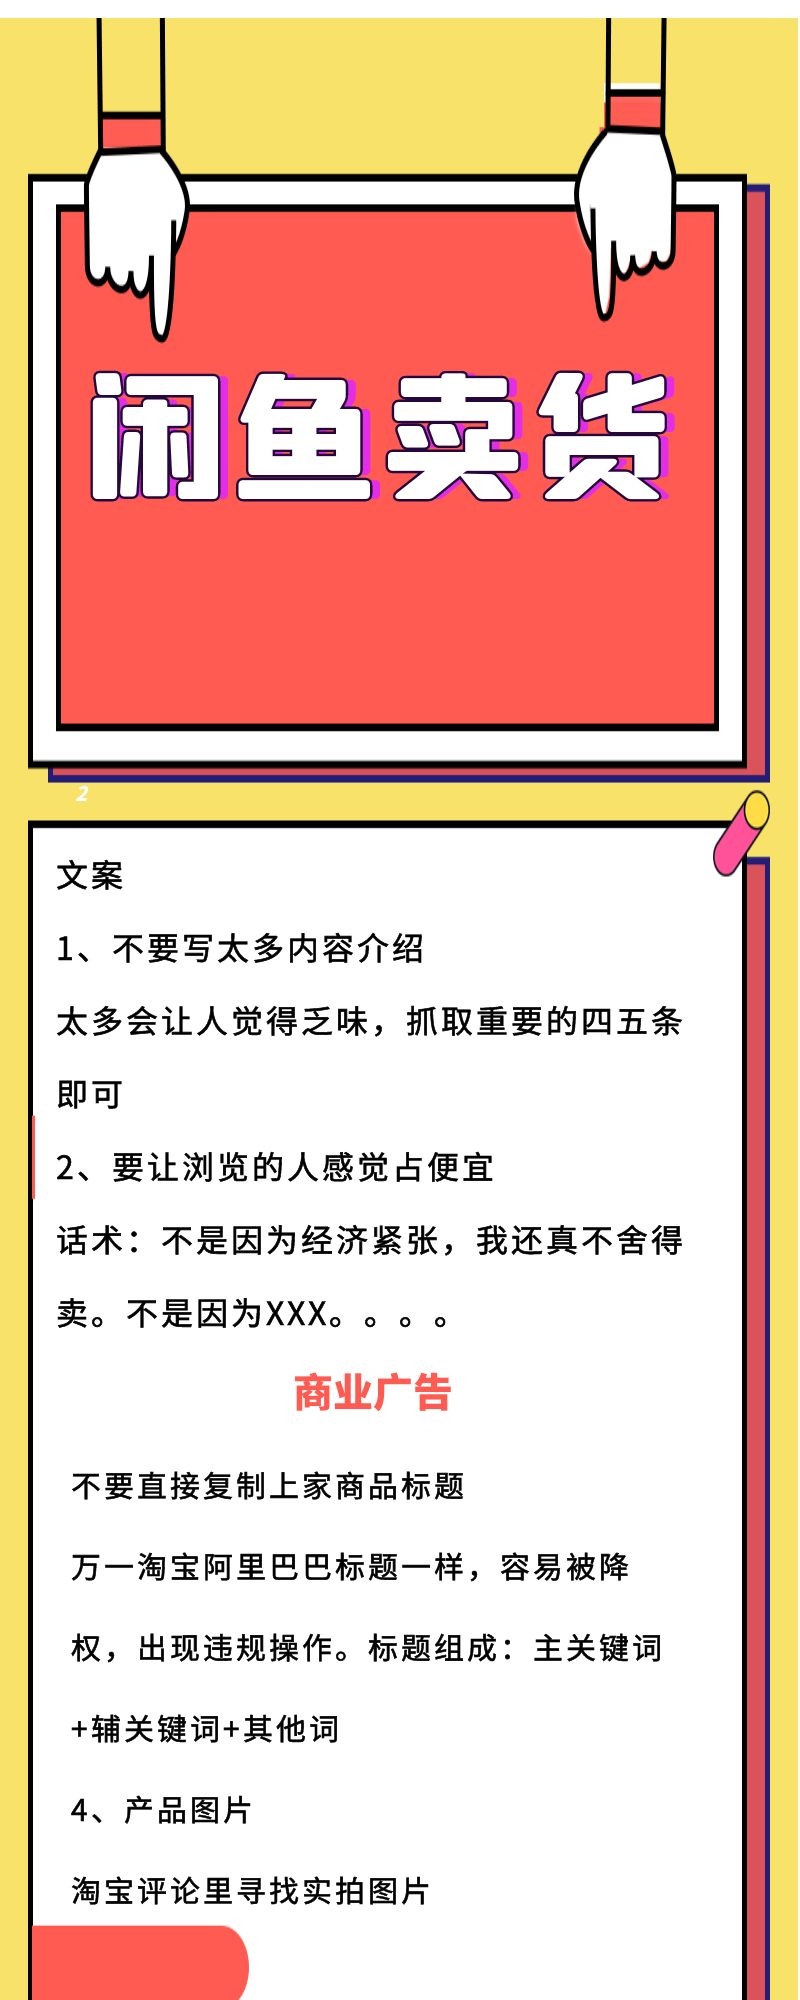 闲鱼卖货
2
文案
1、不要写太多内容介绍
太多会让人觉得乏味，抓取重要的四五条
即可
2、要让浏览的人感觉占便宜
话术：不是因为经济紧张，我还真不舍得
卖。不是因为XXX。。。。
商业广告
不要直接复制上家商品标题
万一淘宝阿里巴巴标题一样，容易被降
权，出现违规操作。标题组成：主关键词
+辅关键词+其他词
4、产品图片
淘宝评论里寻找实拍图片